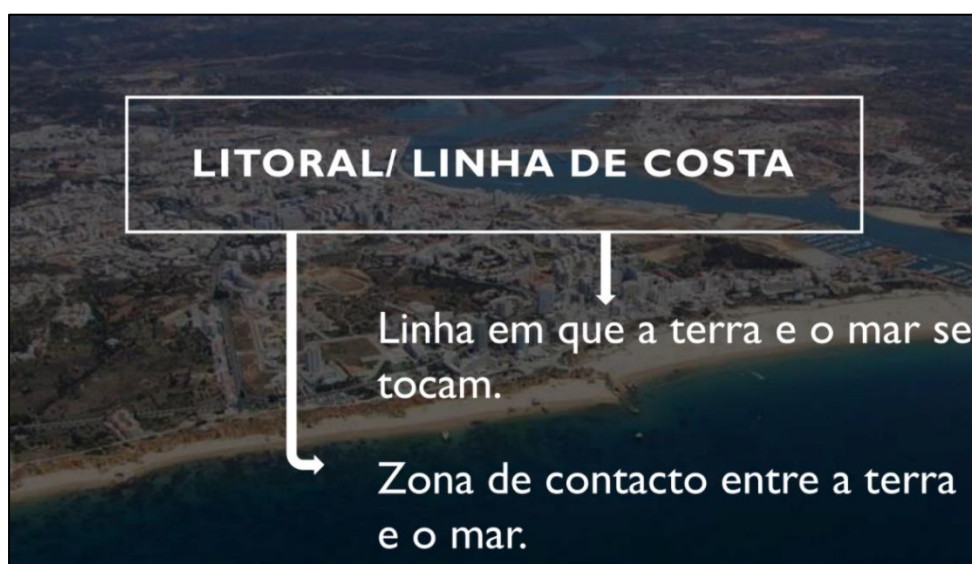 LITORAL/ LINHA DE COSTA
Linha em que a terra e o mar se
tocam.
Zona de contacto entre a terra
e o mar.